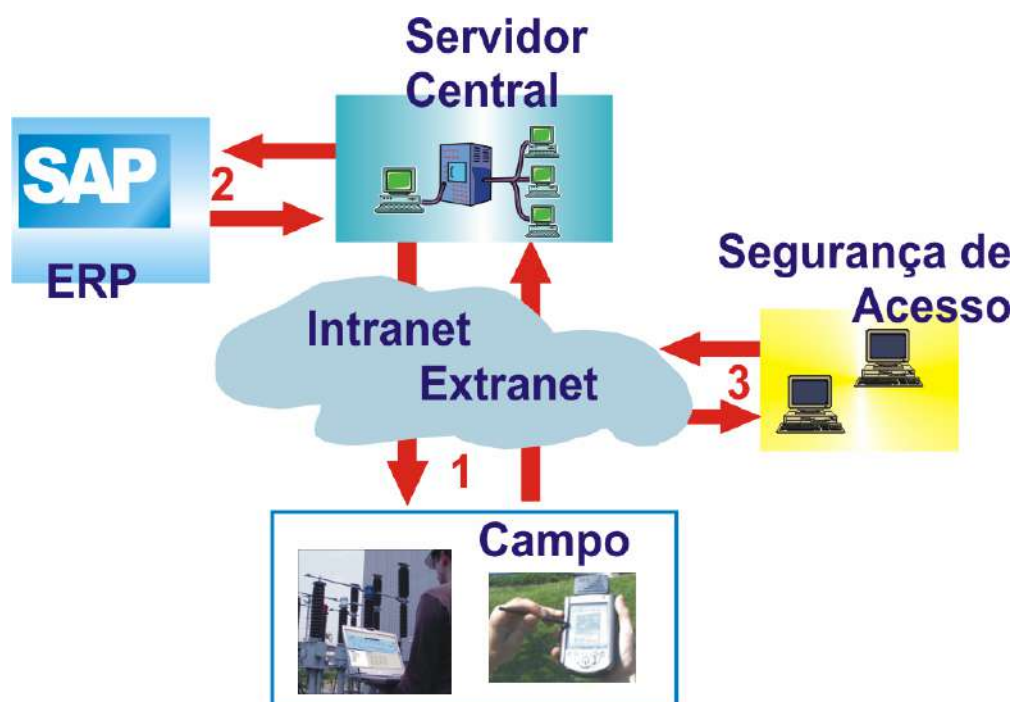 Servidor
Central
SAP
2
ERP
Segurança de
Acesso
Intranet
Extranet
3
1
Campo